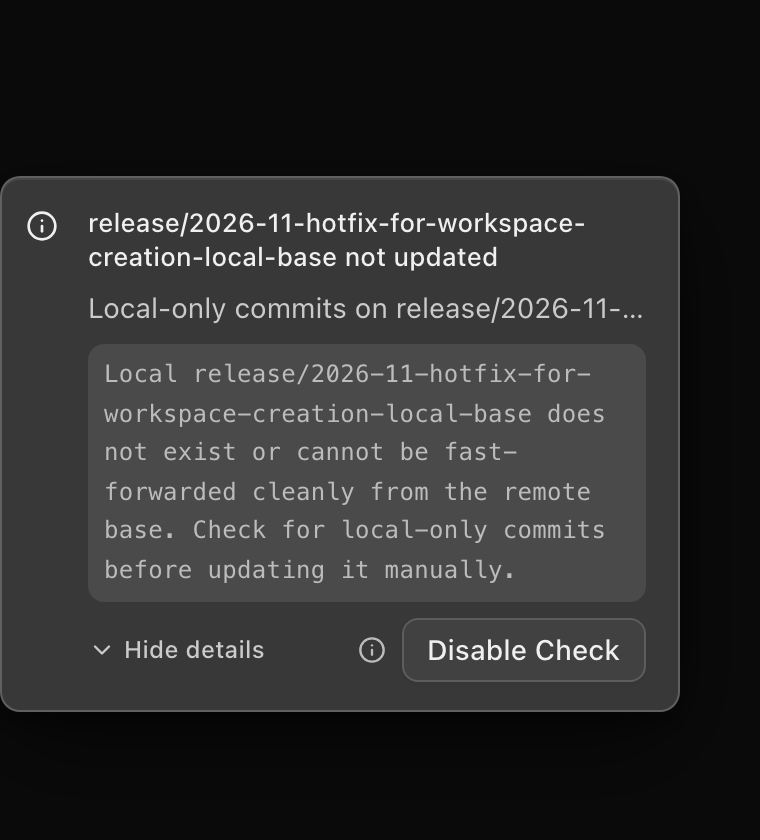 release/2026-11-hotfix-for-workspace-
creation-local-base not updated
Local-only commits on release/2026-11-...
Local release/2026-11-hotfix-for-
workspace-creation-local-base does
not exist or cannot be fast-
forwarded cleanly from the remote
base. Check for local-only commits
before updating it manually.
Hide details
Disable Check